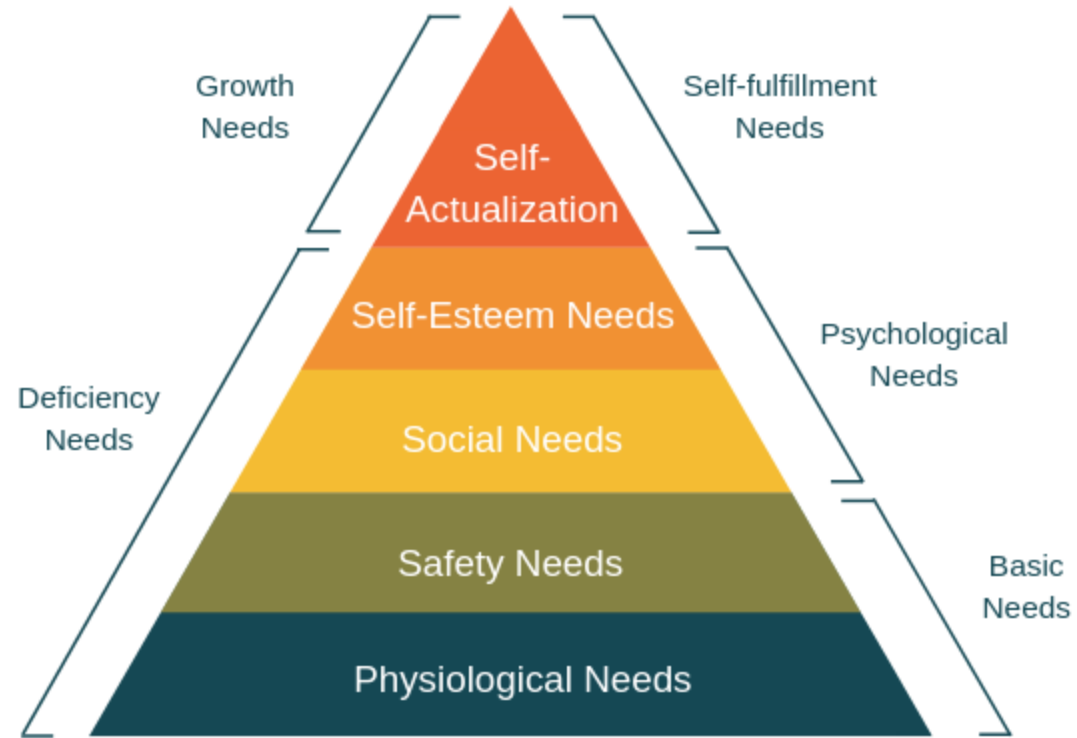 Growth
Needs
Self-fulfillment
Needs
Self-
Actualization
Self-Esteem Needs
Psychological
Needs
Deficiency
Needs
Social Needs
Safety Needs
Basic
Needs
Physiological Needs